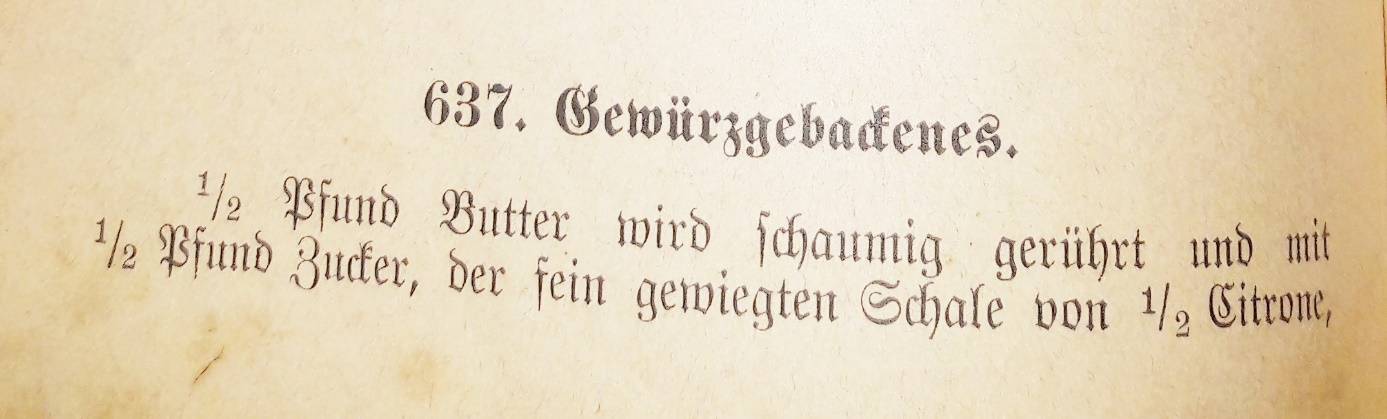 637. Gewürzgebackenes.
1/2 Pfund Butter wird schaumig gerührt und mit
1/2 Pfund Zucker, der fein gewiegten Schale von 1/2 Citrone,